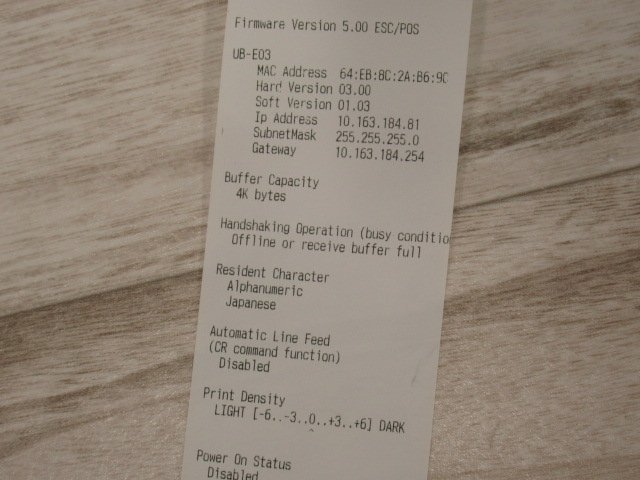 Firmware Version 5.00 ESC/POS
UB-E03
MAC Address 64:EB:8C:2A:B6:9C
Hard Version 03.00
Soft Version 01.03
Ip Address 10.163.184.81
SubnetMask 255.255.255.0
Gateway 10.163.184.254
Buffer Capacity
4K bytes
Handshaking Operation (busy conditio
Offline or receive buffer full
Resident Character
Alphanumeric
Japanese
Automatic Line Feed
(CR command function)
Disabled
Print Density
LIGHT [-6..-3..0..+3..+6] DARK
^
Power On Status
Disabled